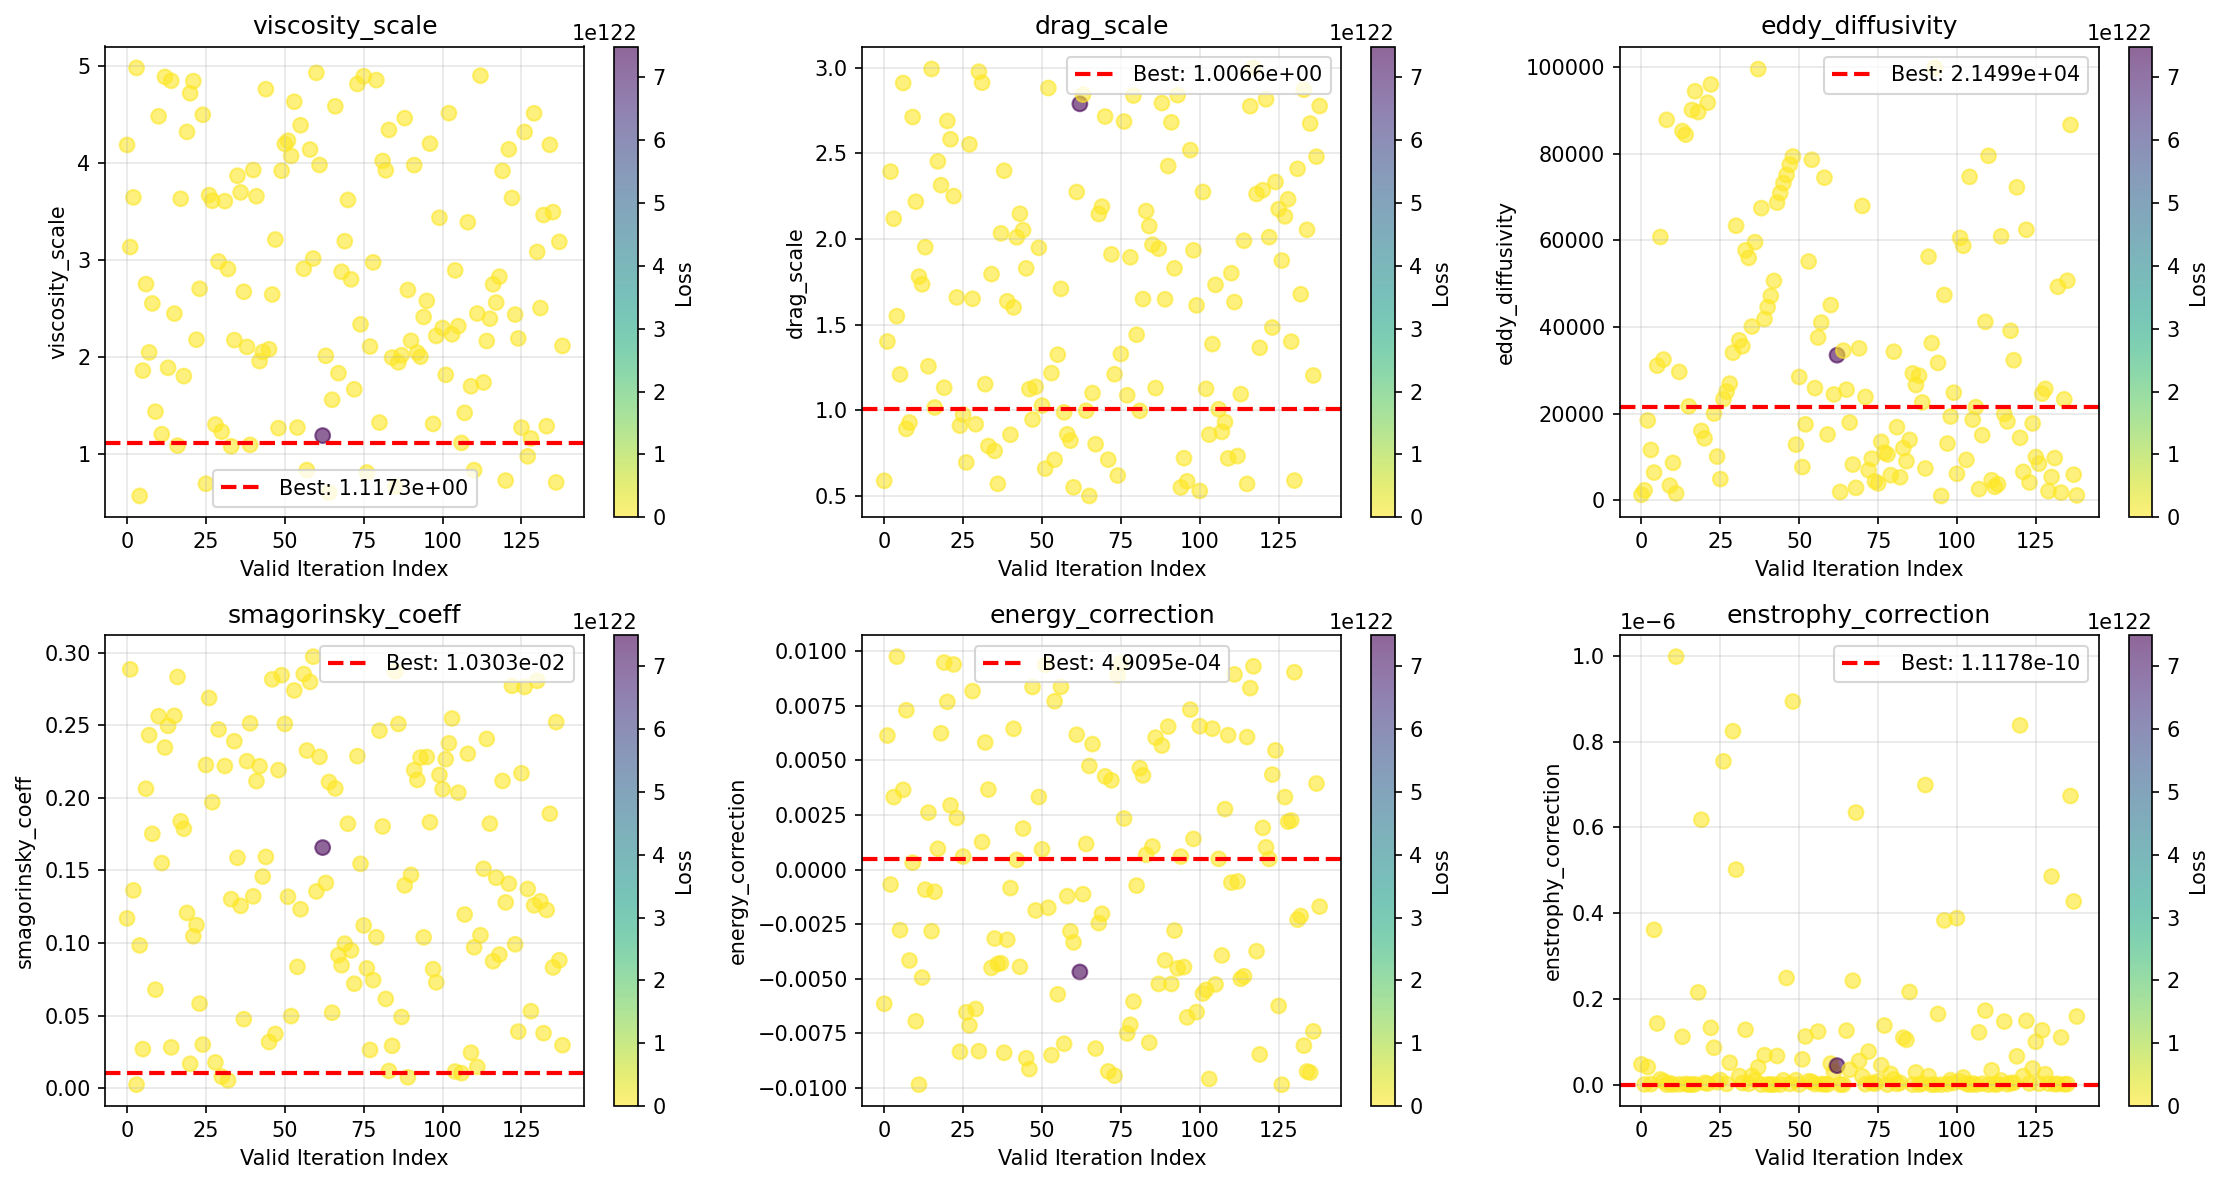 viscosity_scale
1e122
viscosity_scale
5
4
3
2
1
Best: 1.1173e+00
0 25 50 75 100 125
Valid Iteration Index
7
6
5
4
3
2
1
0
Loss
drag_scale
1e122
drag_scale
3.0
2.5
2.0
1.5
1.0
0.5
Best: 1.0066e+00
0 25 50 75 100 125
Valid Iteration Index
7
6
5
4
3
2
1
0
Loss
eddy_diffusivity
1e122
eddy_diffusivity
100000
80000
60000
40000
20000
0
Best: 2.1499e+04
0 25 50 75 100 125
Valid Iteration Index
7
6
5
4
3
2
1
0
Loss
smagorinsky_coeff
1e122
smagorinsky_coeff
0.30
0.25
0.20
0.15
0.10
0.05
0.00
Best: 1.0303e-02
0 25 50 75 100 125
Valid Iteration Index
7
6
5
4
3
2
1
0
Loss
energy_correction
1e122
energy_correction
0.0100
0.0075
0.0050
0.0025
0.0000
−0.0025
−0.0050
−0.0075
−0.0100
Best: 4.9095e-04
0 25 50 75 100 125
Valid Iteration Index
7
6
5
4
3
2
1
0
Loss
1e−6
enstrophy_correction
1e122
enstrophy_correction
1.0
0.8
0.6
0.4
0.2
0.0
Best: 1.1178e-10
0 25 50 75 100 125
Valid Iteration Index
7
6
5
4
3
2
1
0
Loss